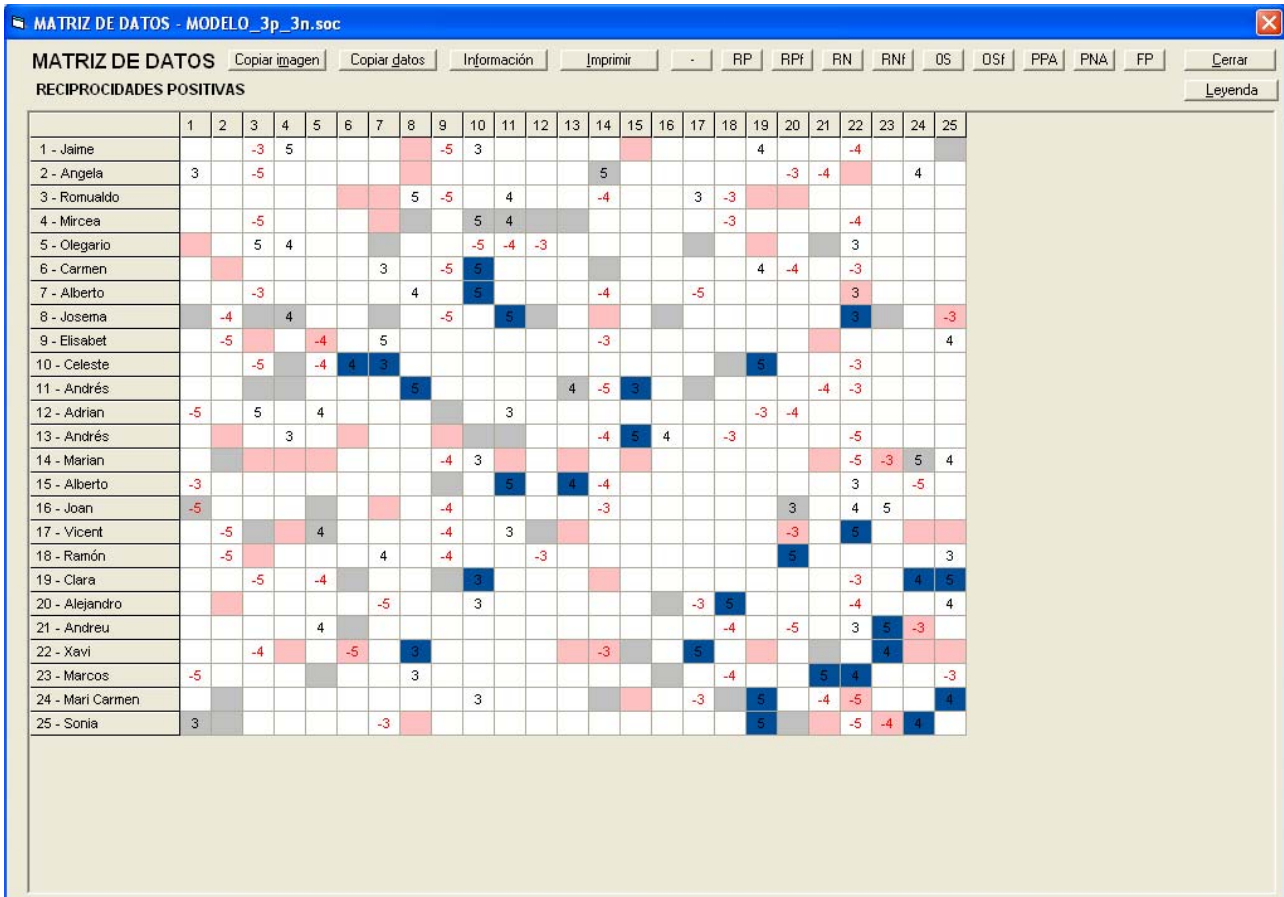 MATRIZ DE DATOS - MODELO_3p_3n.soc
MATRIZ DE DATOS Copiar imagen Copiar datos Información Imprimir - RP RPf RN RNf OS OSf PPA PNA FP Cerrar
RECIPROCIDADES POSITIVAS Leyenda
1 2 3 4 5 6 7 8 9 10 11 12 13 14 15 16 17 18 19 20 21 22 23 24 25
1 - Jaime -3 5 -5 3 4 -4
2 - Angela 3 -5 5 -3 -4 4
3 - Romualdo 5 -5 4 -4 3 -3
4 - Mircea -5 5 4 -3 -4
5 - Olegario 5 4 -5 -4 -3 3
6 - Carmen 3 -5 5 4 -4 -3
7 - Alberto -3 4 5 -4 -5 3
8 - Josema -4 4 -5 5 3 -3
9 - Elisabet -5 -4 5 -3 4
10 - Celeste -5 -4 4 3 5 -3
11 - Andrés 5 4 -5 3 -4 -3
12 - Adrian -5 5 4 3 -3 -4
13 - Andrés 3 -4 5 4 -3 -5
14 - Marian -4 3 -5 -3 5 4
15 - Alberto -3 5 4 -4 3 -5
16 - Joan -5 -4 -3 3 4 5
17 - Vicent -5 4 -4 3 -3 5
18 - Ramón -5 4 -4 -3 5 3
19 - Clara -5 -4 3 -3 4 5
20 - Alejandro -5 3 -3 5 -4 4
21 - Andreu 4 -4 -5 3 5 -3
22 - Xavi -4 -5 3 -3 5 4
23 - Marcos -5 3 -4 5 4 -3
24 - Mari Carmen 3 -3 5 -4 -5 4
25 - Sonia 3 -3 5 -5 -4 4